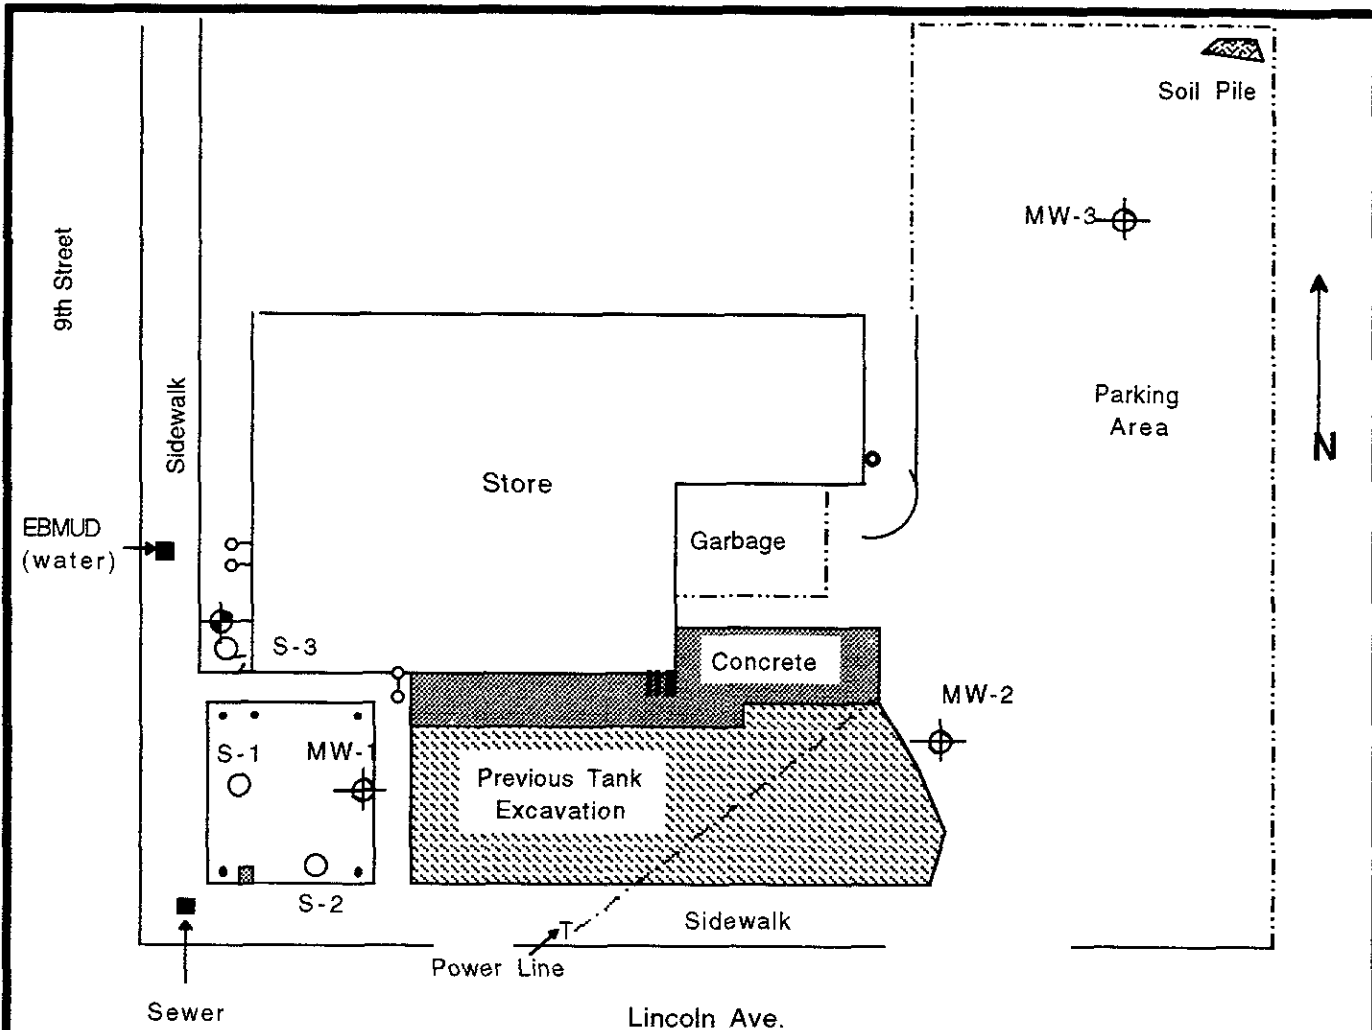 Soil Pile
MW-3
9th Street
Parking
Area
Sidewalk
N
Store
EBMUD
(water)
Garbage
S-3
Concrete
MW-2
S-1
MW-1
Previous Tank
Excavation
S-2
Sidewalk
T
Power Line
Sewer
Lincoln Ave.